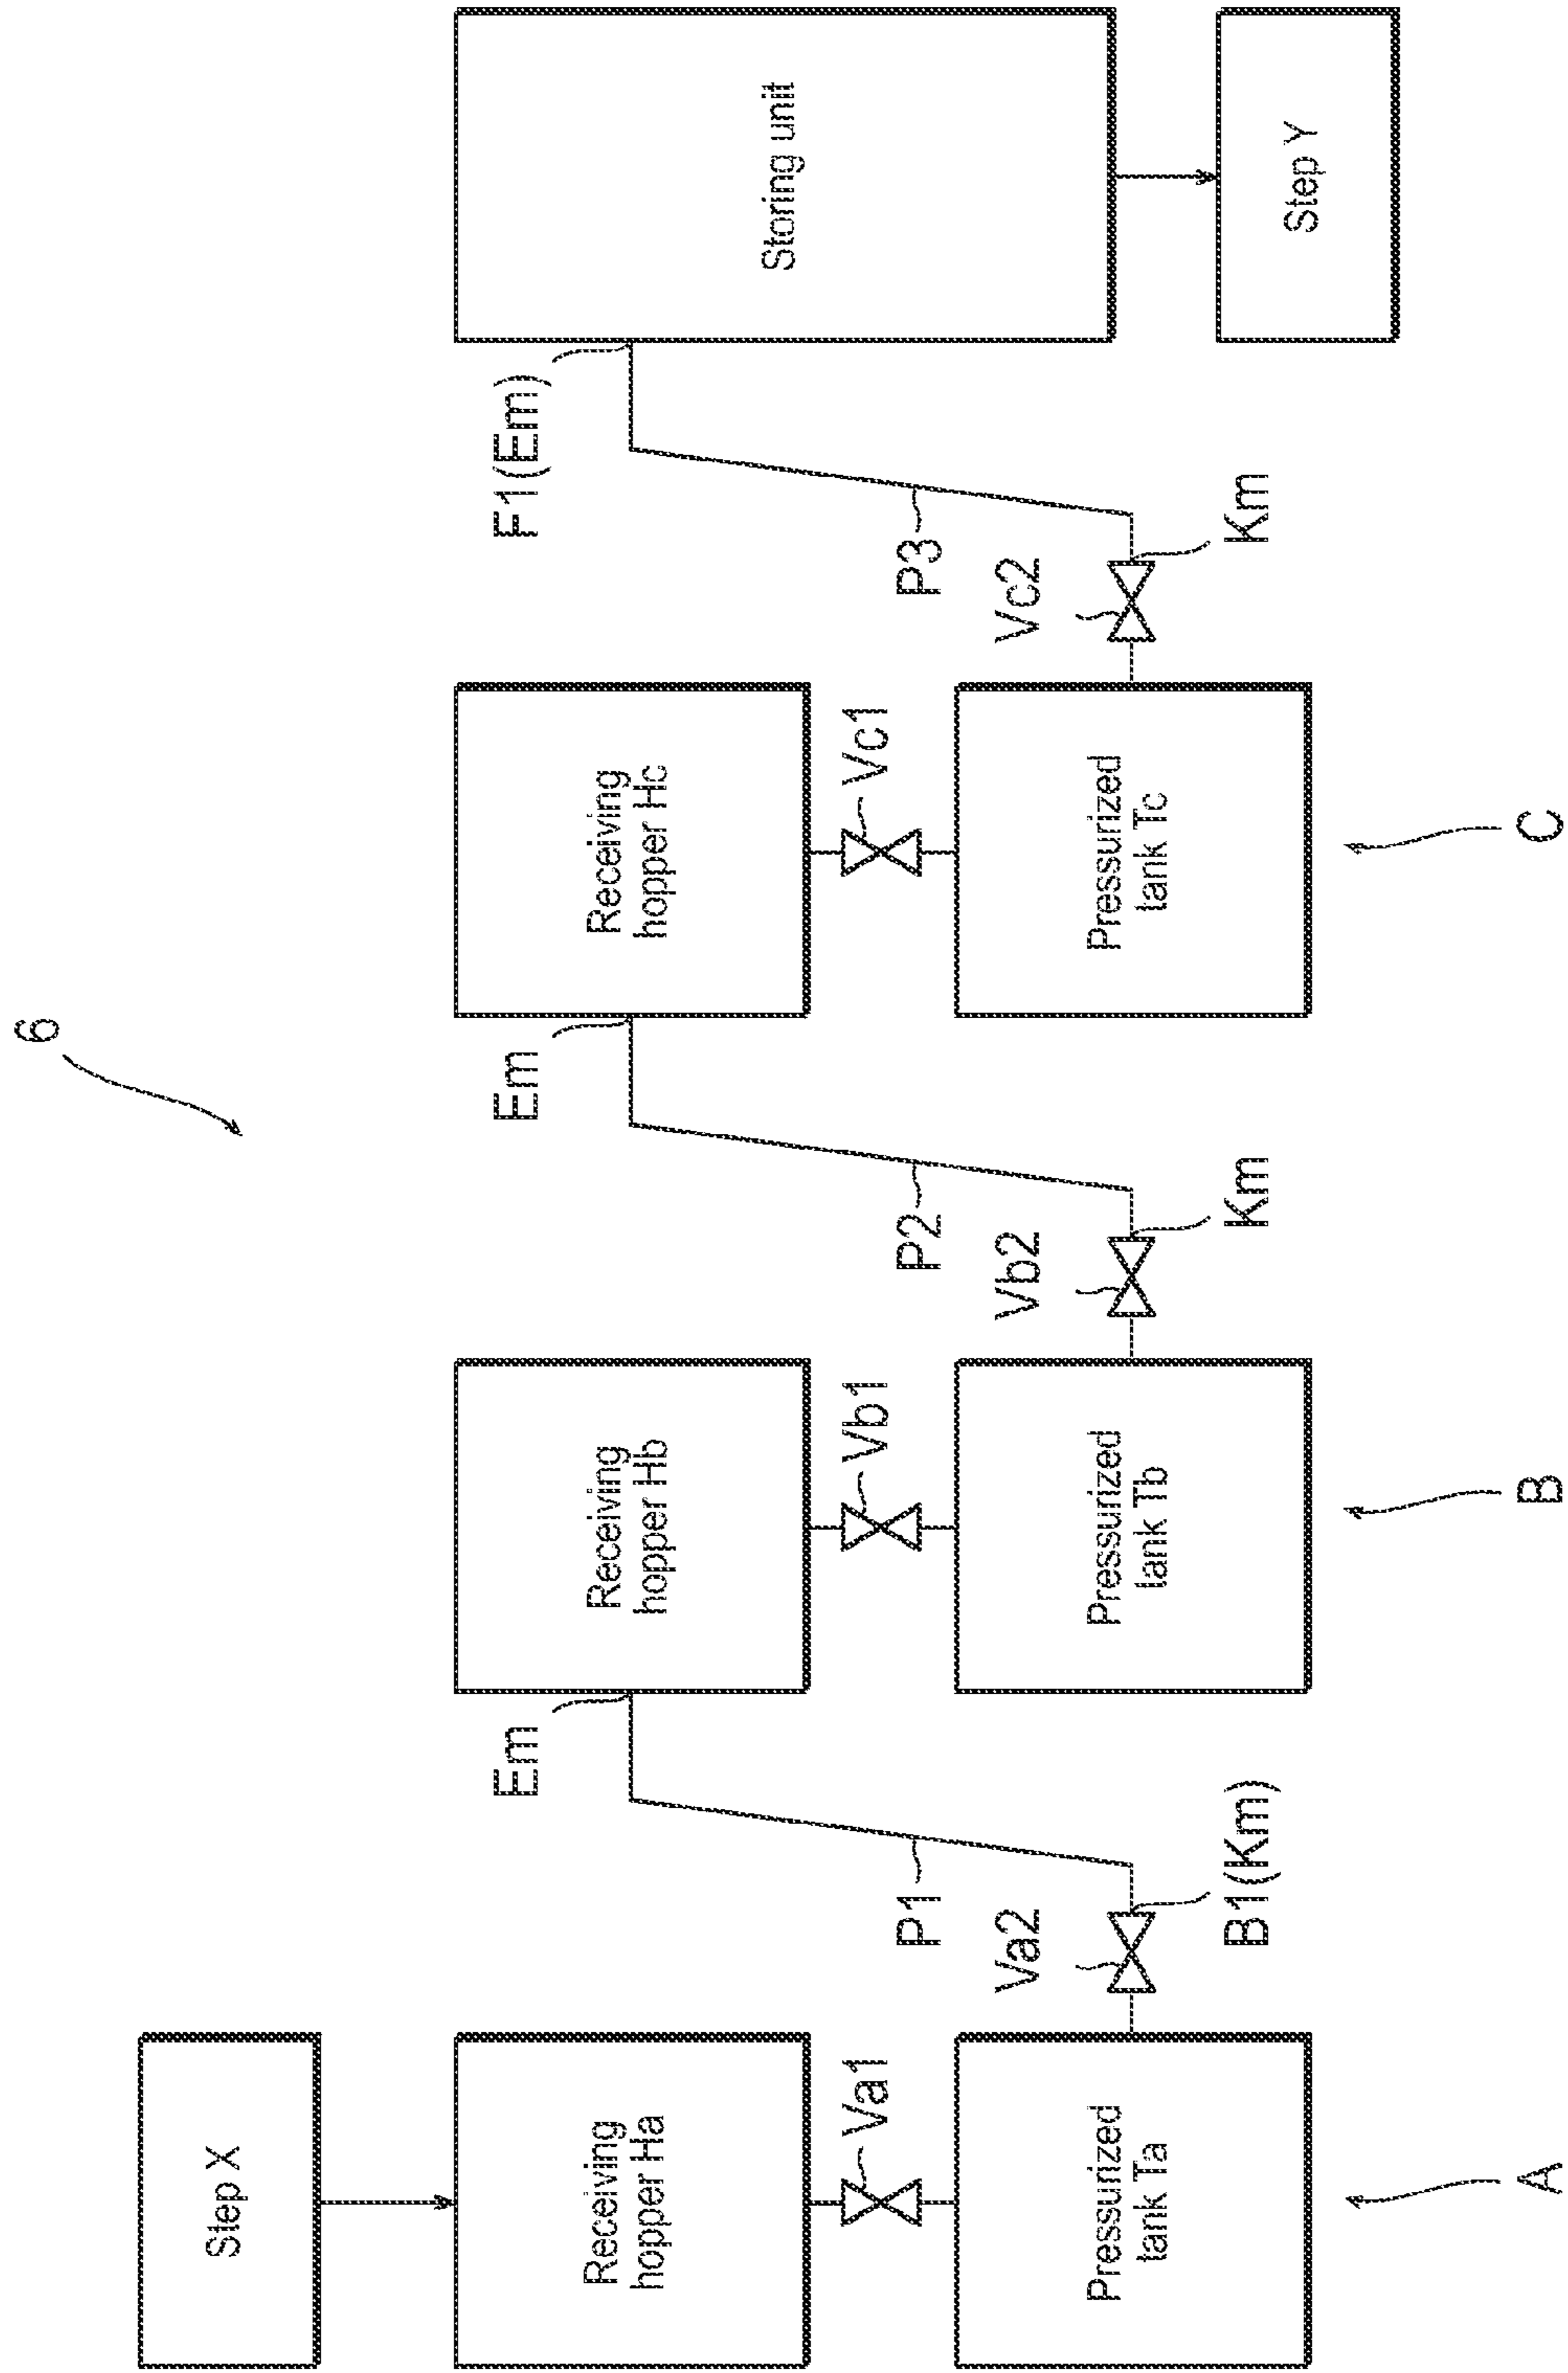 6
Step X
Receiving
hopper Ha
Va1
Pressurized
tank Ta
A
Va2
B1(Km)
P1
Em
Receiving
hopper Hb
Vb1
Pressurized
tank Tb
B
Vb2
Km
P2
Em
Receiving
hopper Hc
Vc1
Pressurized
tank Tc
C
Vc2
Km
P3
F1(Em)
Storing unit
Step Y